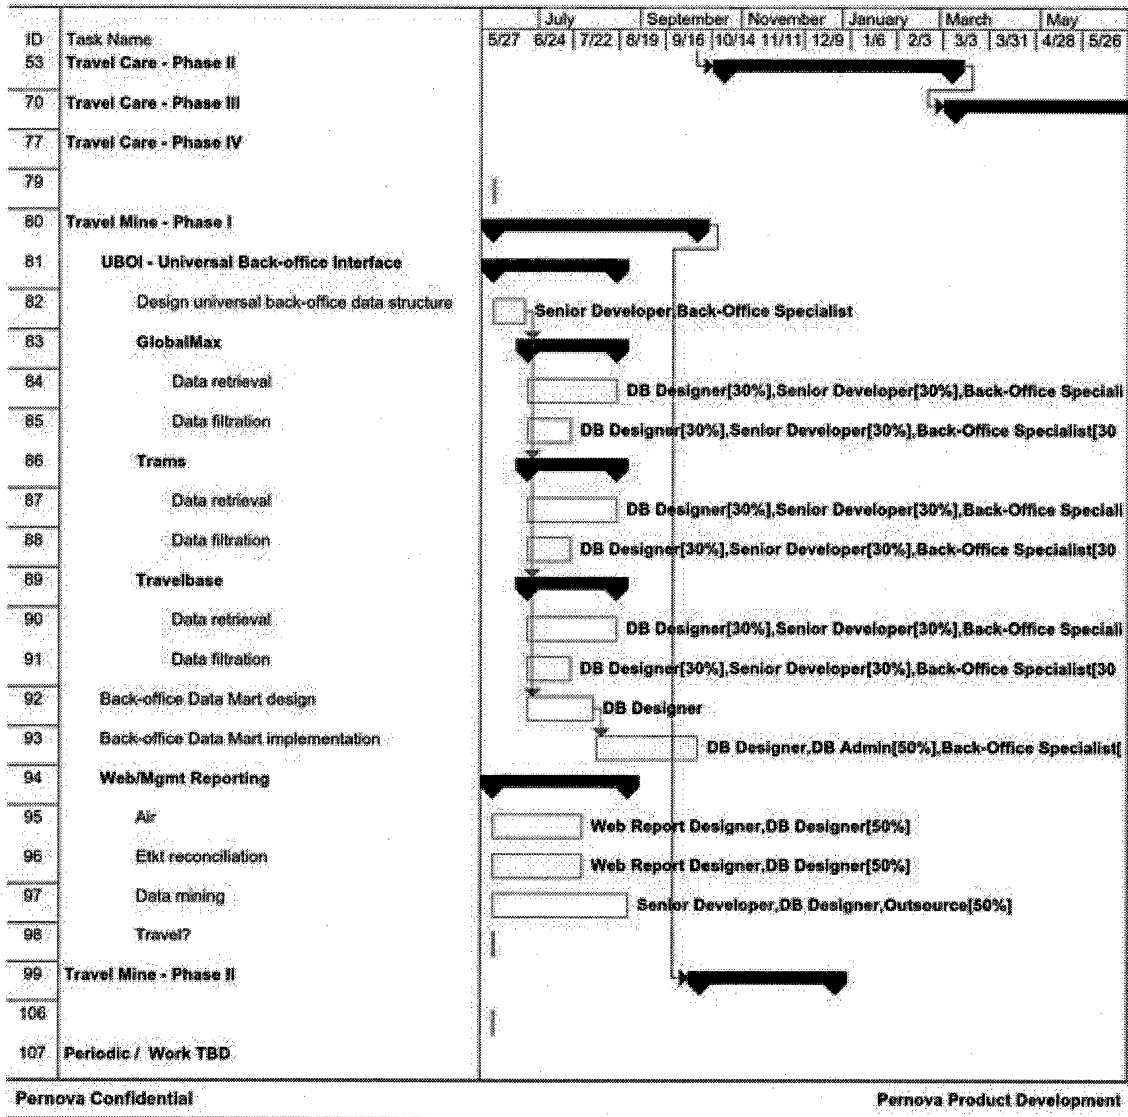 July September November January March May
ID Task Name 5/27 6/24 7/22 8/19 9/16 10/14 11/11 12/9 1/6 2/3 3/3 3/31 4/28 5/26
53 Travel Care - Phase II
70 Travel Care - Phase III
77 Travel Care - Phase IV
79
80 Travel Mine - Phase I
81 UBOI - Universal Back-office Interface
82 Design universal back-office data structure Senior Developer,Back-Office Specialist
83 GlobalMax
84 Data retrieval DB Designer[30%],Senior Developer[30%],Back-Office Speciali
85 Data filtration DB Designer[30%],Senior Developer[30%],Back-Office Specialist[30
86 Trams
87 Data retrieval DB Designer[30%],Senior Developer[30%],Back-Office Speciali
88 Data filtration DB Designer[30%],Senior Developer[30%],Back-Office Specialist[30
89 Travelbase
90 Data retrieval DB Designer[30%],Senior Developer[30%],Back-Office Speciali
91 Data filtration DB Designer[30%],Senior Developer[30%],Back-Office Specialist[30
92 Back-office Data Mart design DB Designer
93 Back-office Data Mart implementation DB Designer,DB Admin[50%],Back-Office Specialist[
94 Web/Mgmt Reporting
95 Air Web Report Designer,DB Designer[50%]
96 Etkt reconciliation Web Report Designer,DB Designer[50%]
97 Data mining Senior Developer,DB Designer,Outsource[50%]
98 Travel?
99 Travel Mine - Phase II
106
107 Periodic / Work TBD
Pernova Confidential Pernova Product Development